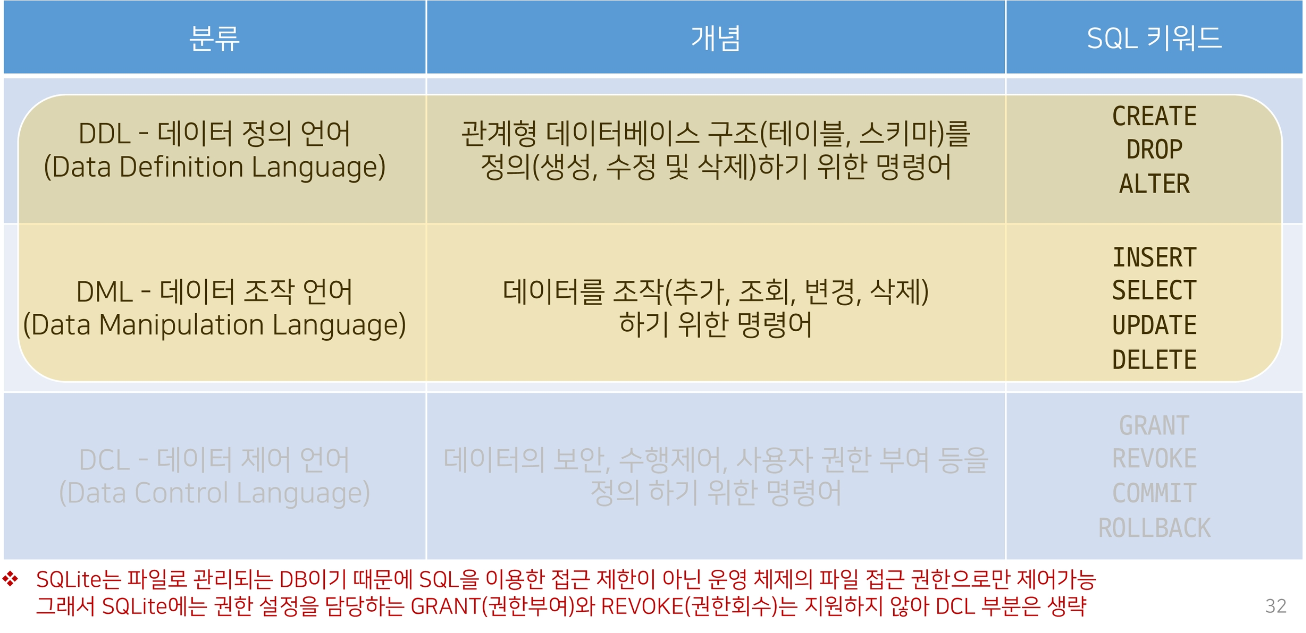 분류
개념
SQL 키워드
DDL - 데이터 정의 언어
(Data Definition Language)
관계형 데이터베이스 구조(테이블, 스키마)를
정의(생성, 수정 및 삭제)하기 위한 명령어
CREATE
DROP
ALTER
DML - 데이터 조작 언어
(Data Manipulation Language)
데이터를 조작(추가, 조회, 변경, 삭제)
하기 위한 명령어
INSERT
SELECT
UPDATE
DELETE
DCL - 데이터 제어 언어
(Data Control Language)
데이터의 보안, 수행제어, 사용자 권한 부여 등을
정의 하기 위한 명령어
GRANT
REVOKE
COMMIT
ROLLBACK
❖ SQLite는 파일로 관리되는 DB이기 때문에 SQL을 이용한 접근 제한이 아닌 운영 체제의 파일 접근 권한으로만 제어가능
그래서 SQLite에는 권한 설정을 담당하는 GRANT(권한부여)와 REVOKE(권한회수)는 지원하지 않아 DCL 부분은 생략
32